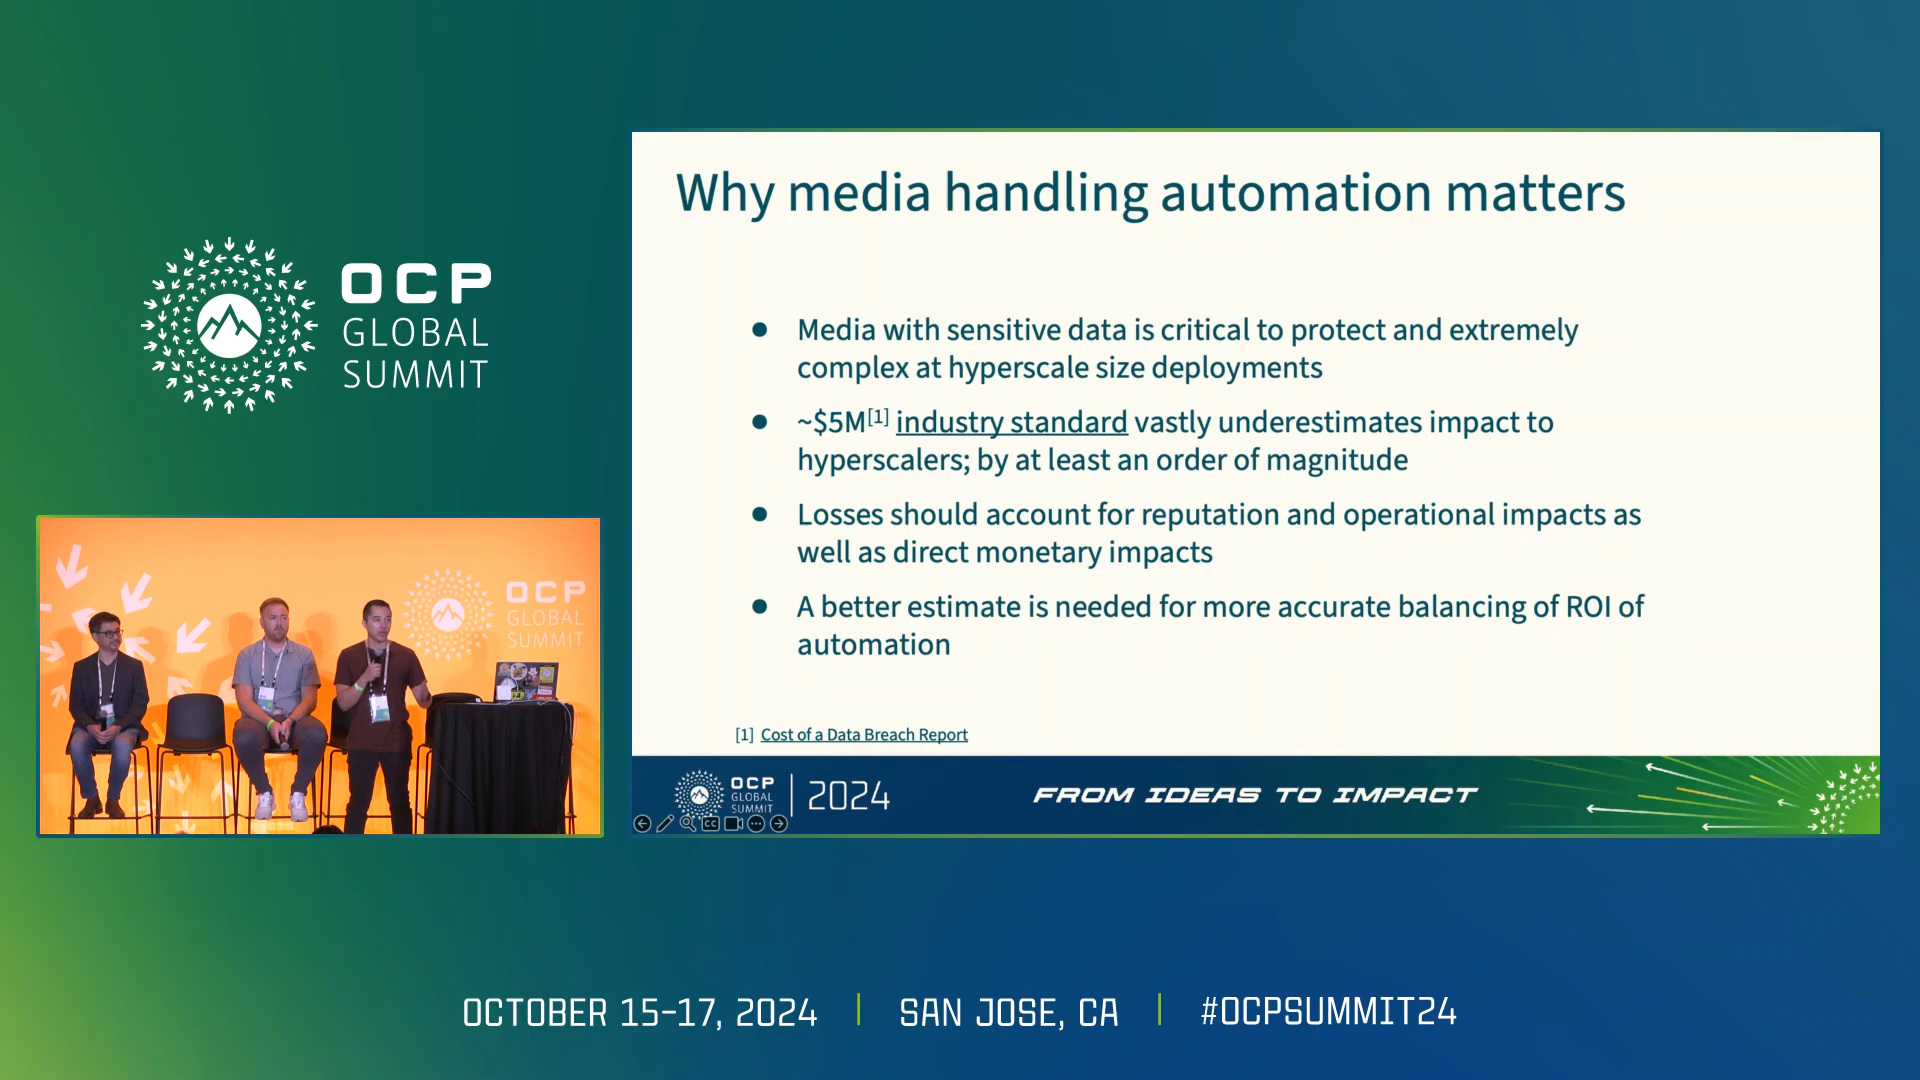 OCP
GLOBAL
SUMMIT
Why media handling automation matters
● Media with sensitive data is critical to protect and extremely
complex at hyperscale size deployments
● ~$5M[1] industry standard vastly underestimates impact to
hyperscalers; by at least an order of magnitude
● Losses should account for reputation and operational impacts as
well as direct monetary impacts
● A better estimate is needed for more accurate balancing of ROI of
automation
[1] Cost of a Data Breach Report
OCP
GLOBAL
SUMMIT
2024
FROM IDEAS TO IMPACT
CC
OCP
GLOBAL
SUMMIT
OCTOBER 15-17, 2024 | SAN JOSE, CA | #OCPSUMMIT24